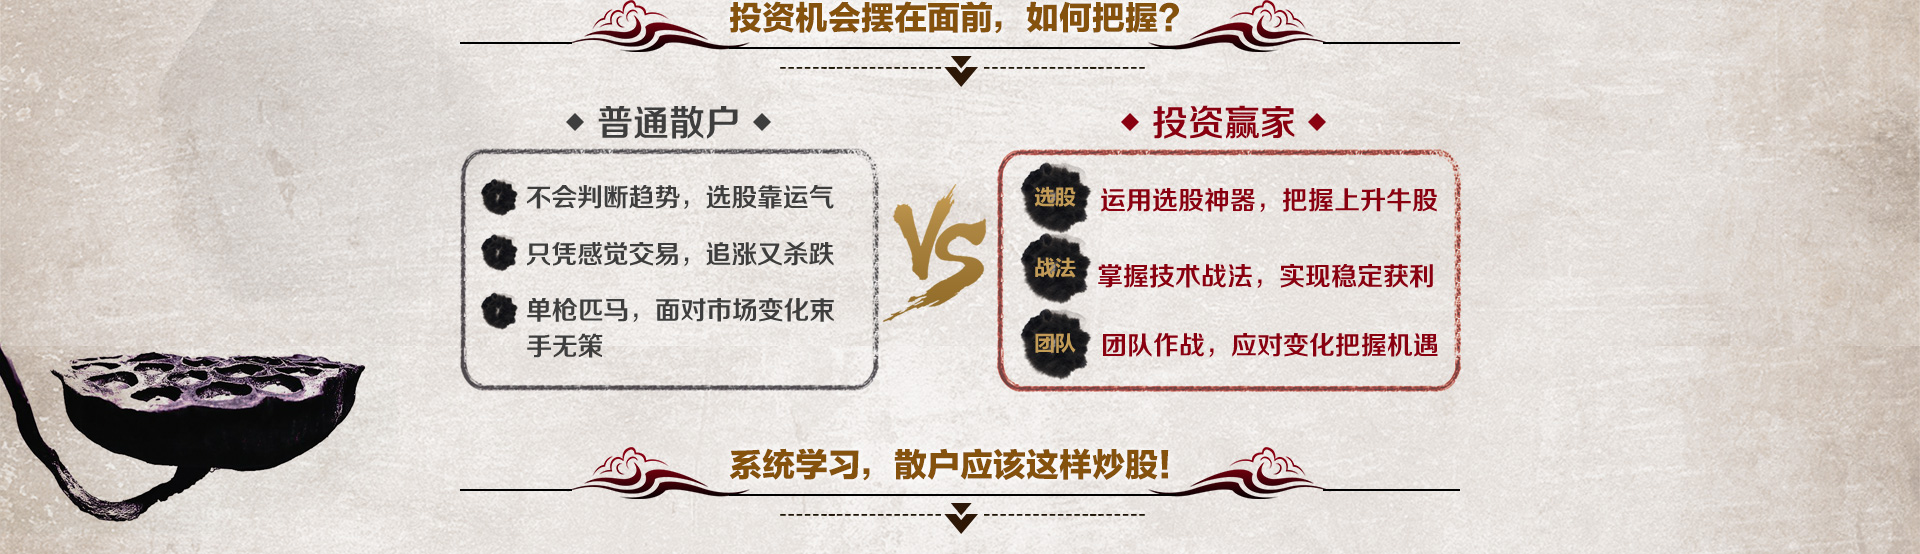 投资机会摆在面前，如何把握？
普通散户
不会判断趋势，选股靠运气
只凭感觉交易，追涨又杀跌
单枪匹马，面对市场变化束
手无策
VS
投资赢家
选股 运用选股神器，把握上升牛股
战法 掌握技术战法，实现稳定获利
团队 团队作战，应对变化把握机遇
系统学习，散户应该这样炒股！